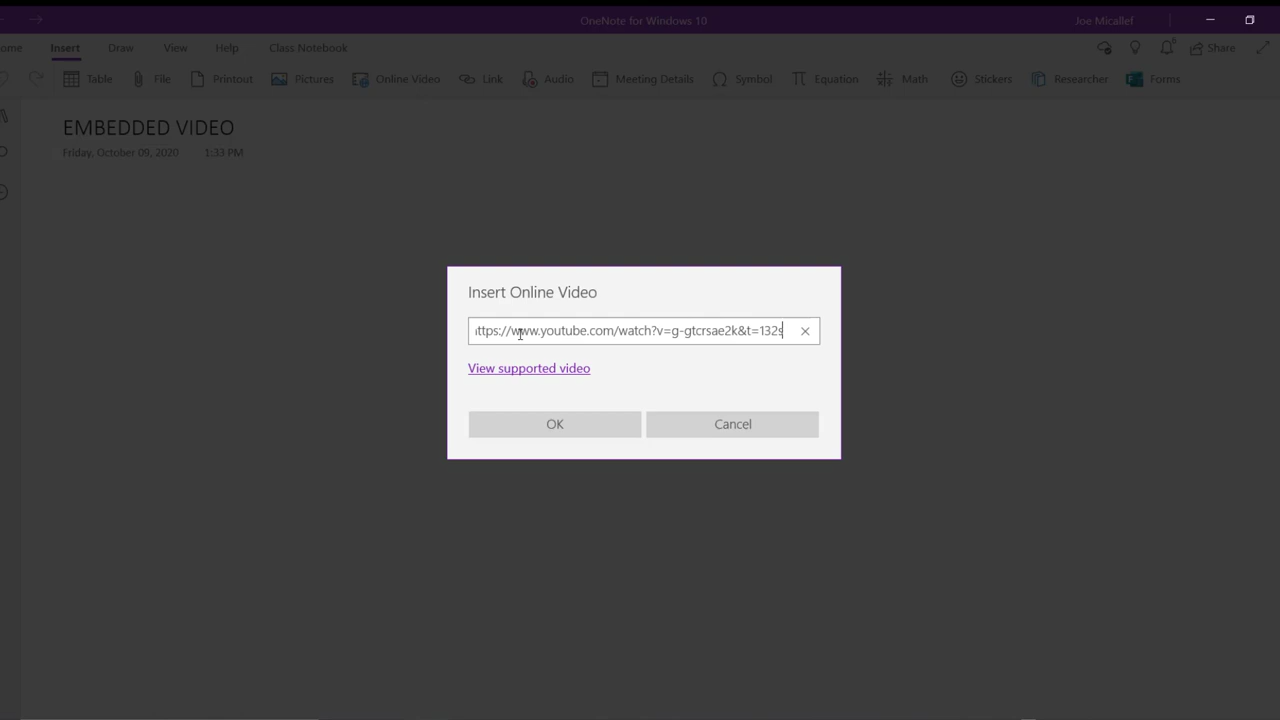 OneNote for Windows 10
Joe Micallef
ome Insert Draw View Help Class Notebook
6 Share
Table File Printout Pictures Online Video Link Audio Meeting Details Symbol Equation Math Stickers Researcher Forms
EMBEDDED VIDEO
Friday, October 09, 2020 1:33 PM
Insert Online Video
ttps://www.youtube.com/watch?v=g-gtcrsae2k&t=132s
View supported video
OK Cancel